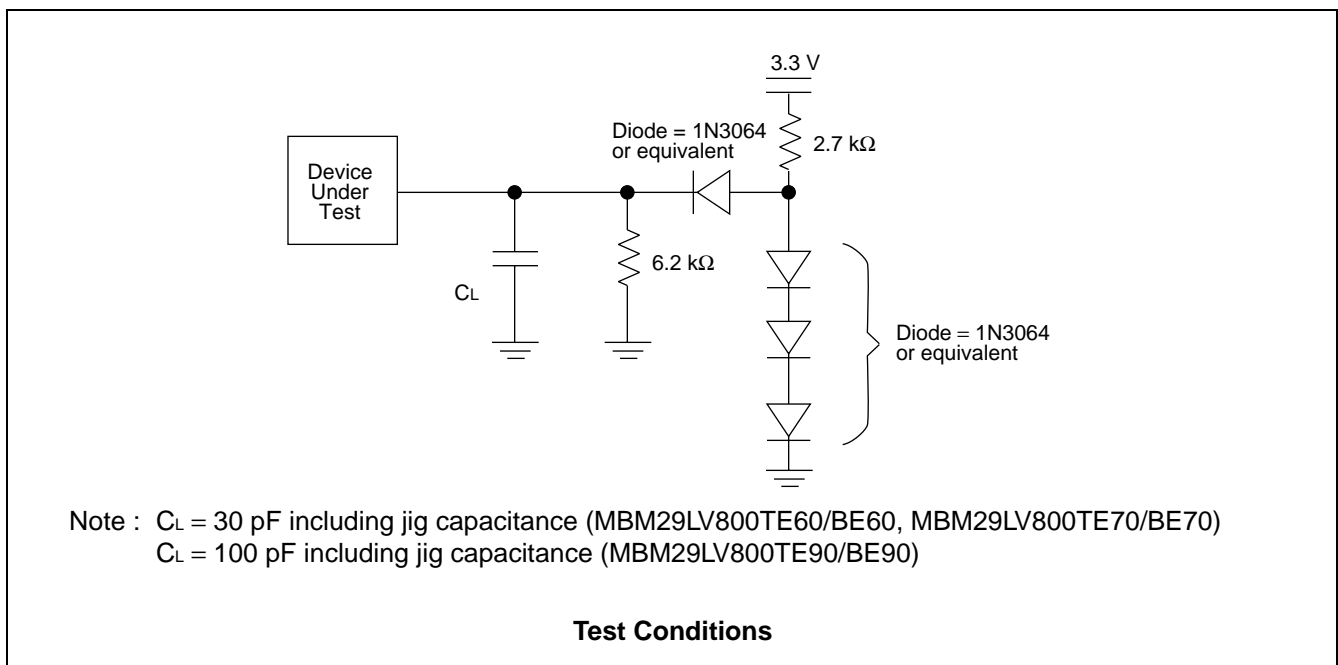 3.3 V
Diode = 1N3064
or equivalent
2.7 kΩ
Device
Under
Test
6.2 kΩ
CL
Diode = 1N3064
or equivalent
Note : CL = 30 pF including jig capacitance (MBM29LV800TE60/BE60, MBM29LV800TE70/BE70)
CL = 100 pF including jig capacitance (MBM29LV800TE90/BE90)
Test Conditions